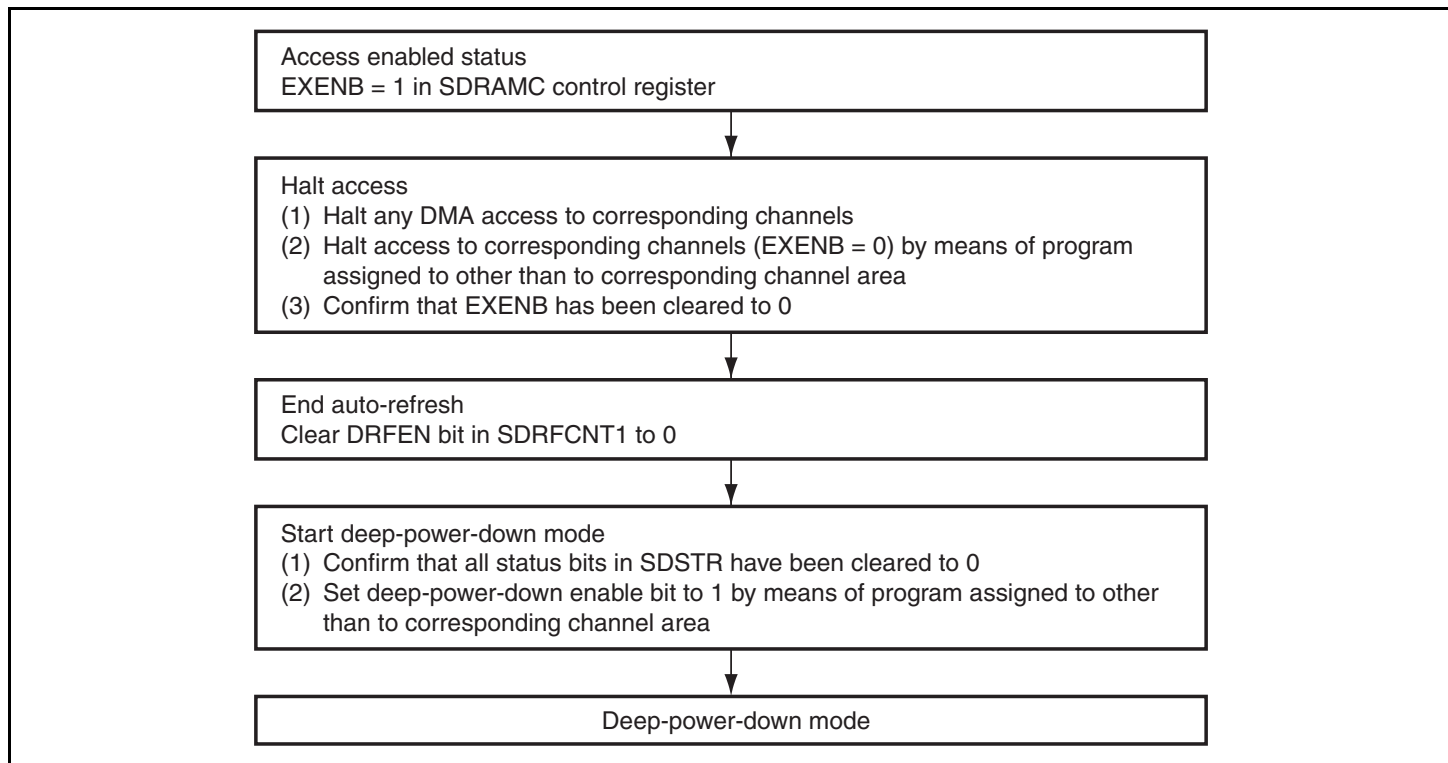 Access enabled status
EXENB = 1 in SDRAMC control register
Halt access
(1) Halt any DMA access to corresponding channels
(2) Halt access to corresponding channels (EXENB = 0) by means of program
assigned to other than to corresponding channel area
(3) Confirm that EXENB has been cleared to 0
End auto-refresh
Clear DRFEN bit in SDRFCNT1 to 0
Start deep-power-down mode
(1) Confirm that all status bits in SDSTR have been cleared to 0
(2) Set deep-power-down enable bit to 1 by means of program assigned to other
than to corresponding channel area
Deep-power-down mode